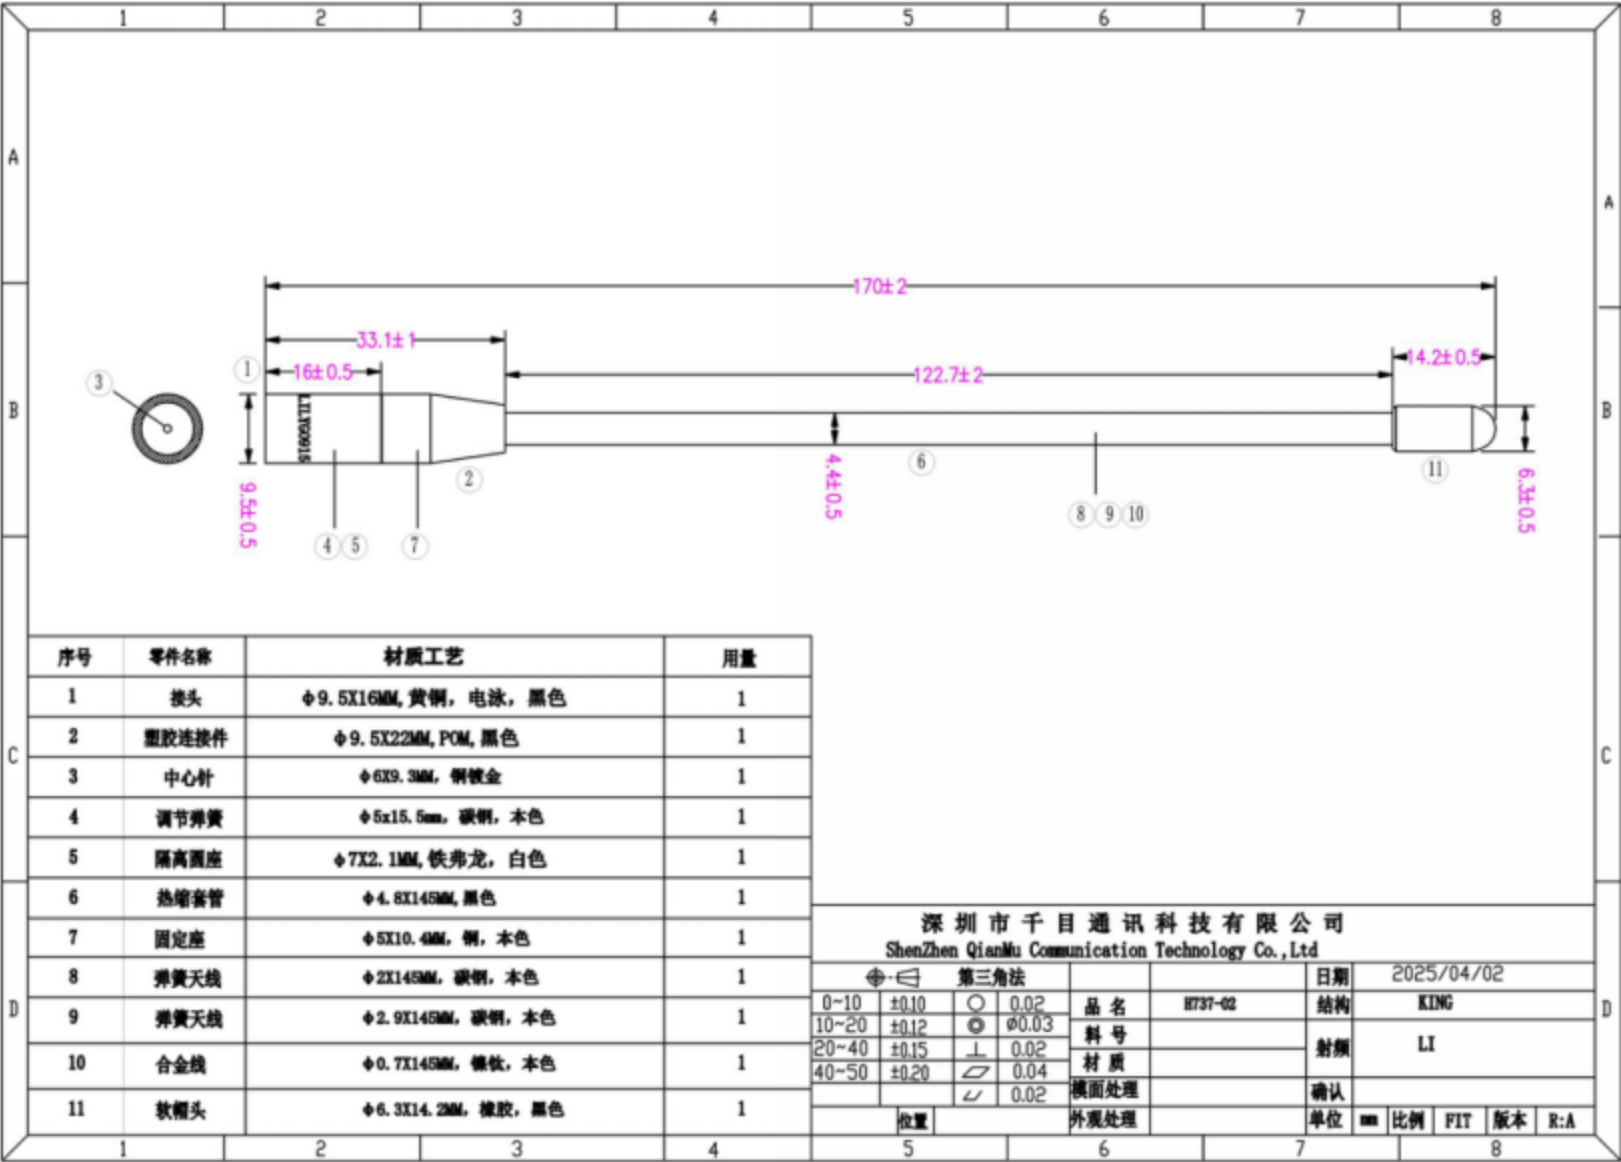 1 2 3 4 5 6 7 8
A
A
170±2
33.1±1
14.2±0.5
① 16±0.5
122.7±2
③
B
B
LILYGO915
⑥
②
⑪
9.5±0.5
4.4±0.5
6.3±0.5
⑧ ⑨ ⑩
④ ⑤ ⑦
序号 零件名称 材质工艺 用量
1 接头 φ9.5X16MM,黄铜，电泳，黑色 1
2 塑胶连接件 φ9.5X22MM,POM,黑色 1
3 中心针 φ6X9.3MM，铜镀金 1
4 调节弹簧 φ5x15.5mm，碳钢，本色 1
5 隔离圆座 φ7X2.1MM,铁弗龙，白色 1
6 热缩套管 φ4.8X145MM,黑色 1
7 固定座 φ5X10.4MM，铜，本色 1
8 弹簧天线 φ2X145MM，碳钢，本色 1
9 弹簧天线 φ2.9X145MM，碳钢，本色 1
10 合金线 φ0.7X145MM，镍钛，本色 1
11 软帽头 φ6.3X14.2MM，橡胶，黑色 1
C
C
D
D
深圳市千目通讯科技有限公司
ShenZhen QianMu Communication Technology Co.,Ltd
第三角法 日期 2025/04/02
0~10 ±0.10 0.02 品名 H737-02 结构 KING
10~20 ±0.12 ø0.03 料号
20~40 ±0.15 0.02 射频 LI
40~50 ±0.20 0.04 材质
0.02 模面处理 确认
位置 外观处理 单位 mm 比例 FIT 版本 R:A
1 2 3 4 5 6 7 8